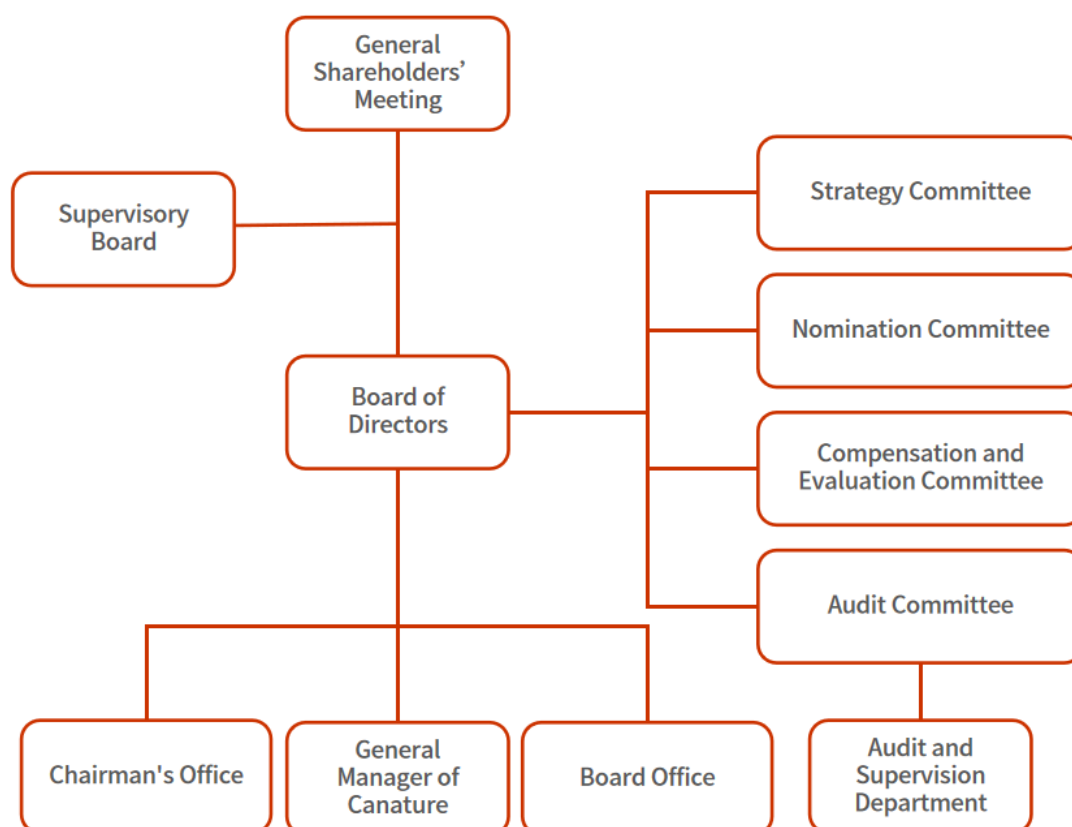 General
Shareholders’
Meeting
Supervisory
Board
Strategy Committee
Nomination Committee
Board of
Directors
Compensation and
Evaluation Committee
Audit Committee
Chairman's Office
General
Manager of
Canature
Board Office
Audit and
Supervision
Department